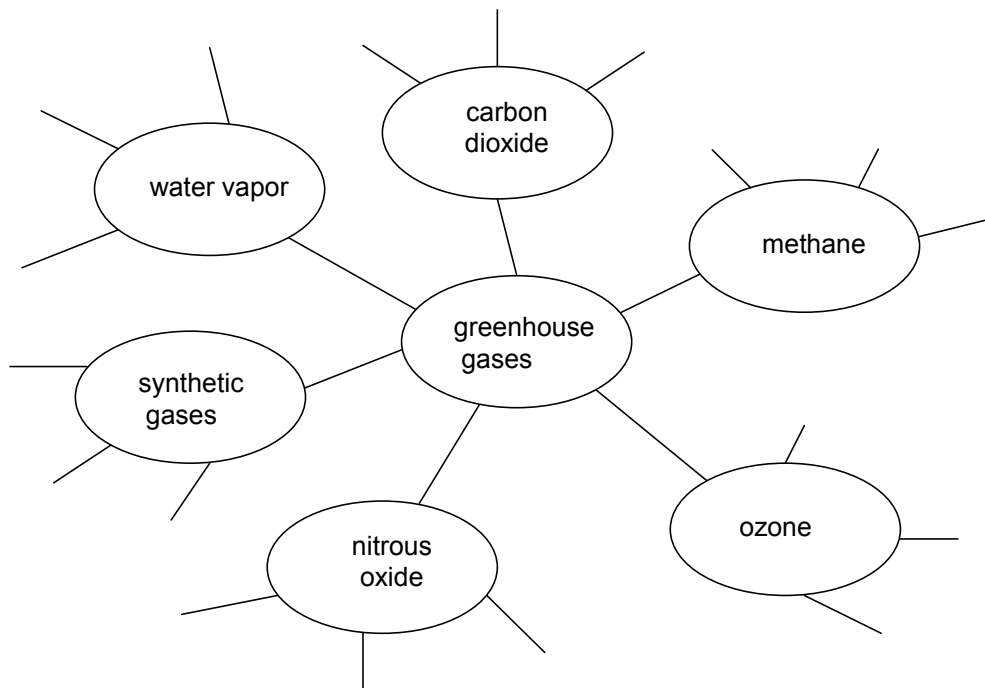 carbon
dioxide
water vapor
methane
greenhouse
gases
synthetic
gases
ozone
nitrous
oxide